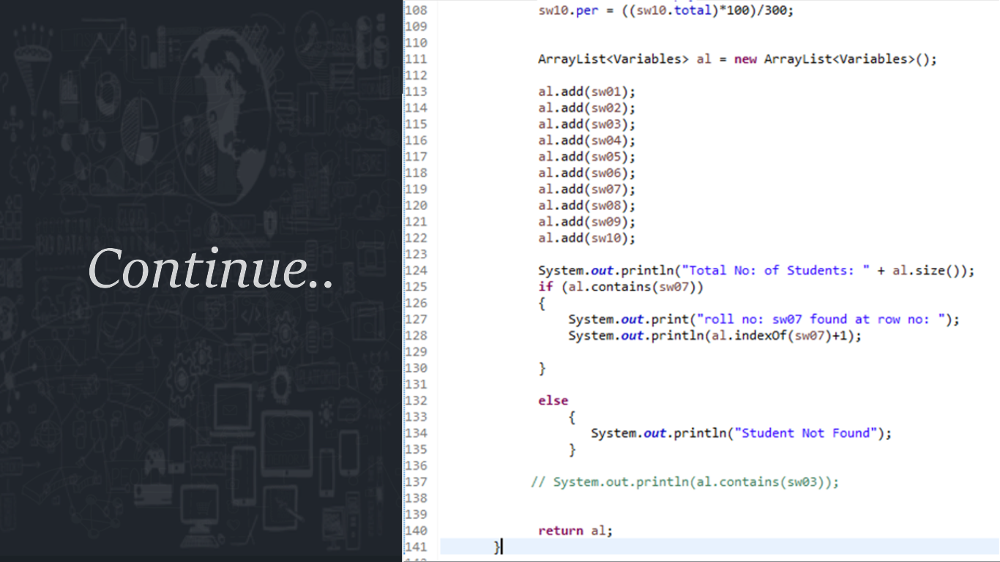 Continue..
108 sw10.per = ((sw10.total)*100)/300;
109
110
111 ArrayList<Variables> al = new ArrayList<Variables>();
112
113 al.add(sw01);
114 al.add(sw02);
115 al.add(sw03);
116 al.add(sw04);
117 al.add(sw05);
118 al.add(sw06);
119 al.add(sw07);
120 al.add(sw08);
121 al.add(sw09);
122 al.add(sw10);
123
124 System.out.println("Total No: of Students: " + al.size());
125 if (al.contains(sw07))
126 {
127 System.out.print("roll no: sw07 found at row no: ");
128 System.out.println(al.indexOf(sw07)+1);
129
130 }
131
132 else
133 {
134 System.out.println("Student Not Found");
135 }
136
137 // System.out.println(al.contains(sw03));
138
139
140 return al;
141 }